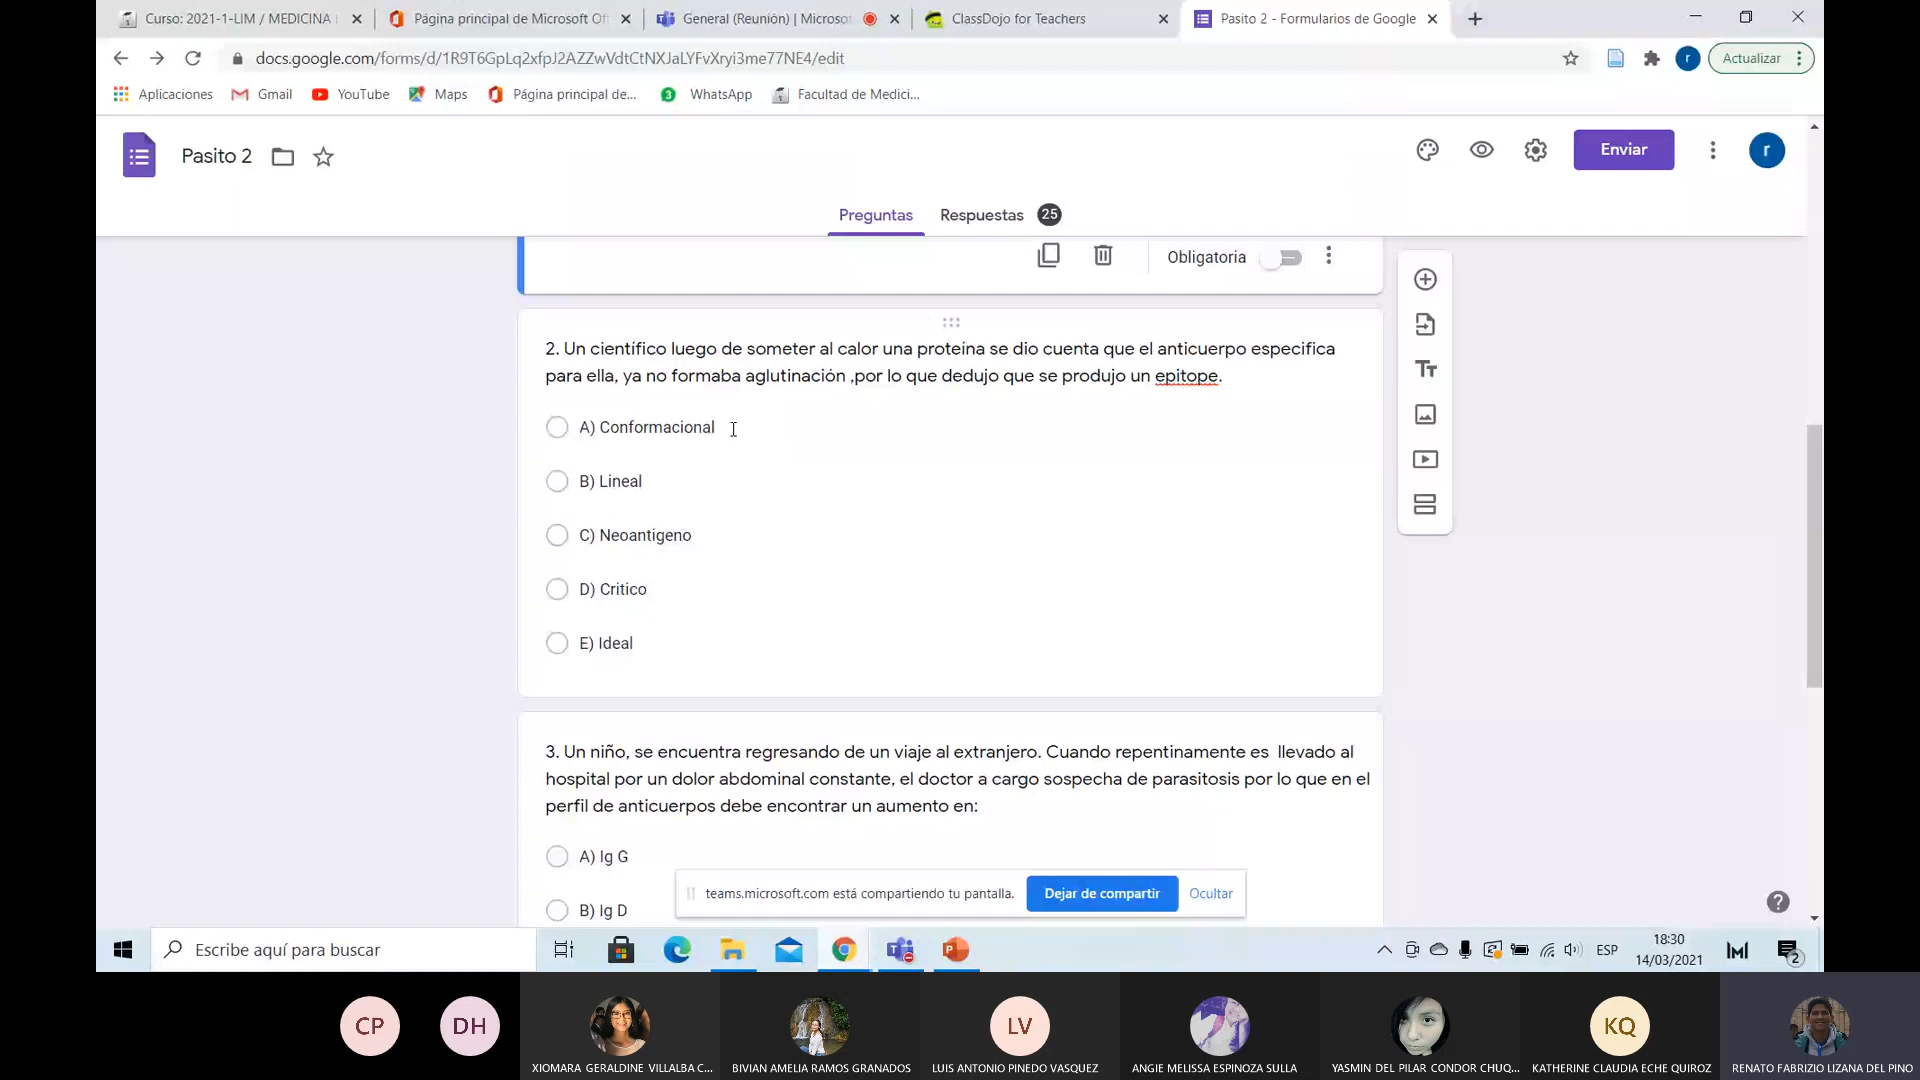 Curso: 2021-1-LIM / MEDICINA
Página principal de Microsoft Of
General (Reunión) | Microso
ClassDojo for Teachers
Pasito 2 - Formularios de Google
docs.google.com/forms/d/1R9T6GpLq2xfpJ2AZZwVdtCtNXJaLYFvXryi3me77NE4/edit
r
Actualizar
Aplicaciones
Gmail
YouTube
Maps
Página principal de...
3
WhatsApp
Facultad de Medici...
Pasito 2
Enviar
r
Preguntas
Respuestas
25
Obligatoria
2. Un científico luego de someter al calor una proteína se dio cuenta que el anticuerpo especifica
para ella, ya no formaba aglutinación ,por lo que dedujo que se produjo un epitope.
A) Conformacional
B) Lineal
C) Neoantigeno
D) Critico
E) Ideal
3. Un niño, se encuentra regresando de un viaje al extranjero. Cuando repentinamente es llevado al
hospital por un dolor abdominal constante, el doctor a cargo sospecha de parasitosis por lo que en el
perfil de anticuerpos debe encontrar un aumento en:
A) Ig G
B) Ig D
teams.microsoft.com está compartiendo tu pantalla.
Dejar de compartir
Ocultar
Escribe aquí para buscar
ESP
18:30
14/03/2021
2
CP
DH
XIOMARA GERALDINE VILLALBA C...
BIVIAN AMELIA RAMOS GRANADOS
LV
LUIS ANTONIO PINEDO VASQUEZ
ANGIE MELISSA ESPINOZA SULLA
YASMIN DEL PILAR CONDOR CHUQ...
KQ
KATHERINE CLAUDIA ECHE QUIROZ
RENATO FABRIZIO LIZANA DEL PINO